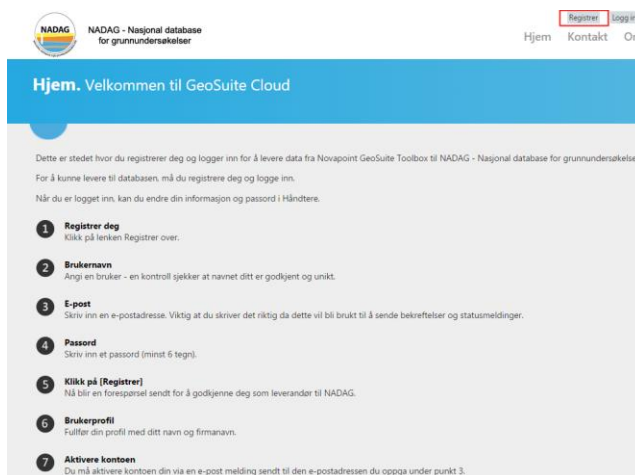 NADAG
NADAG - Nasjonal database
for grunnundersøkelser
Registrer Logg in
Hjem Kontakt
Hjem. Velkommen til GeoSuite Cloud
Dette er stedet hvor du registrerer deg og logger inn for å levere data fra Novapoint GeoSuite Toolbox til NADAG - Nasjonal database for grunnundersøkelse
For å kunne levere til databasen, må du registrere deg og logge inn.
Når du er logget inn, kan du endre din informasjon og passord i Håndtere.
1 Registrer deg
Klikk på lenken Registrer over.
2 Brukernavn
Angi en bruker - en kontroll sjekker at navnet ditt er godkjent og unikt.
3 E-post
Skriv inn en e-postadresse. Viktig at du skriver det riktig da dette vil bli brukt til å sende bekreftelser og statusmeldinger.
4 Passord
Skriv inn et passord (minst 6 tegn).
5 Klikk på [Registrer]
Nå blir en forespørsel sendt for å godkjenne deg som leverandør til NADAG.
6 Brukerprofil
Fullfør din profil med ditt navn og firmanavn.
7 Aktivere kontoen
Du må aktivere kontoen din via en e-post melding sendt til den e-postadressen du oppga under punkt 3.